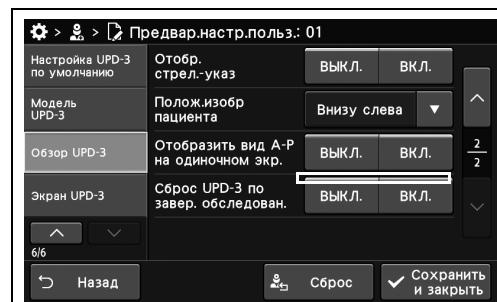 > > Предвар.настр.польз.: 01
Настройка UPD-3
по умолчанию
Модель
UPD-3
Обзор UPD-3
Экран UPD-3
6/6
Отобр.
стрел.-указ
ВЫКЛ. ВКЛ.
Полож.изобр
пациента
Внизу слева
Отобразить вид A-P
на одиночном экр.
ВЫКЛ. ВКЛ.
Сброс UPD-3 по
завер. обследован.
ВЫКЛ. ВКЛ.
2
2
Назад
Сброс
Сохранить
и закрыть